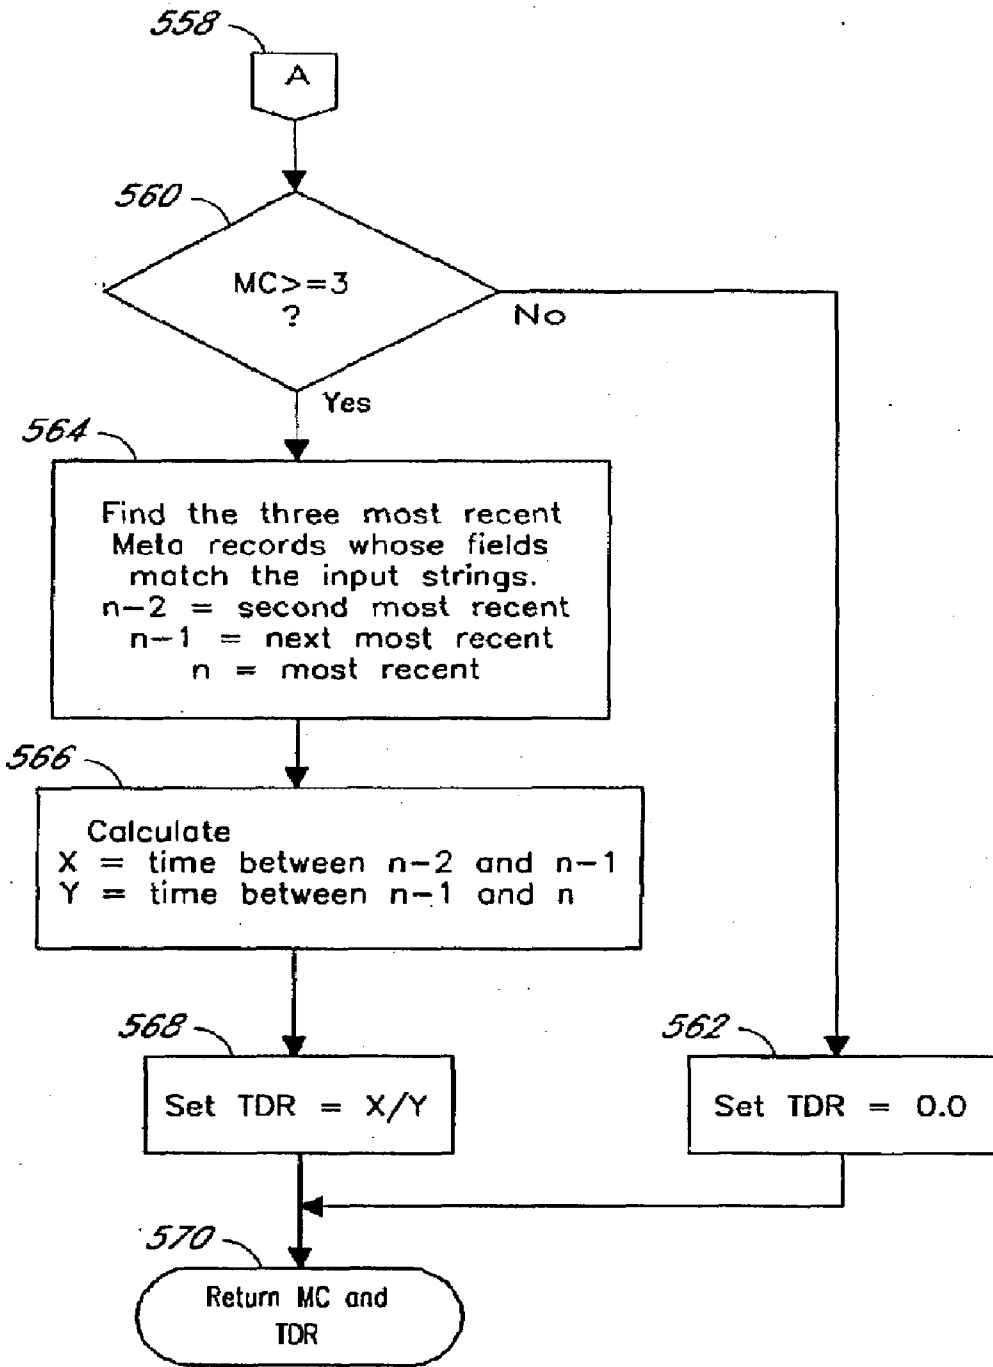 558
A
560
MC>=3
?
No
Yes
564
Find the three most recent
Meta records whose fields
match the input strings.
n-2 = second most recent
n-1 = next most recent
n = most recent
566
Calculate
X = time between n-2 and n-1
Y = time between n-1 and n
568
Set TDR = X/Y
562
Set TDR = 0.0
570
Return MC and
TDR